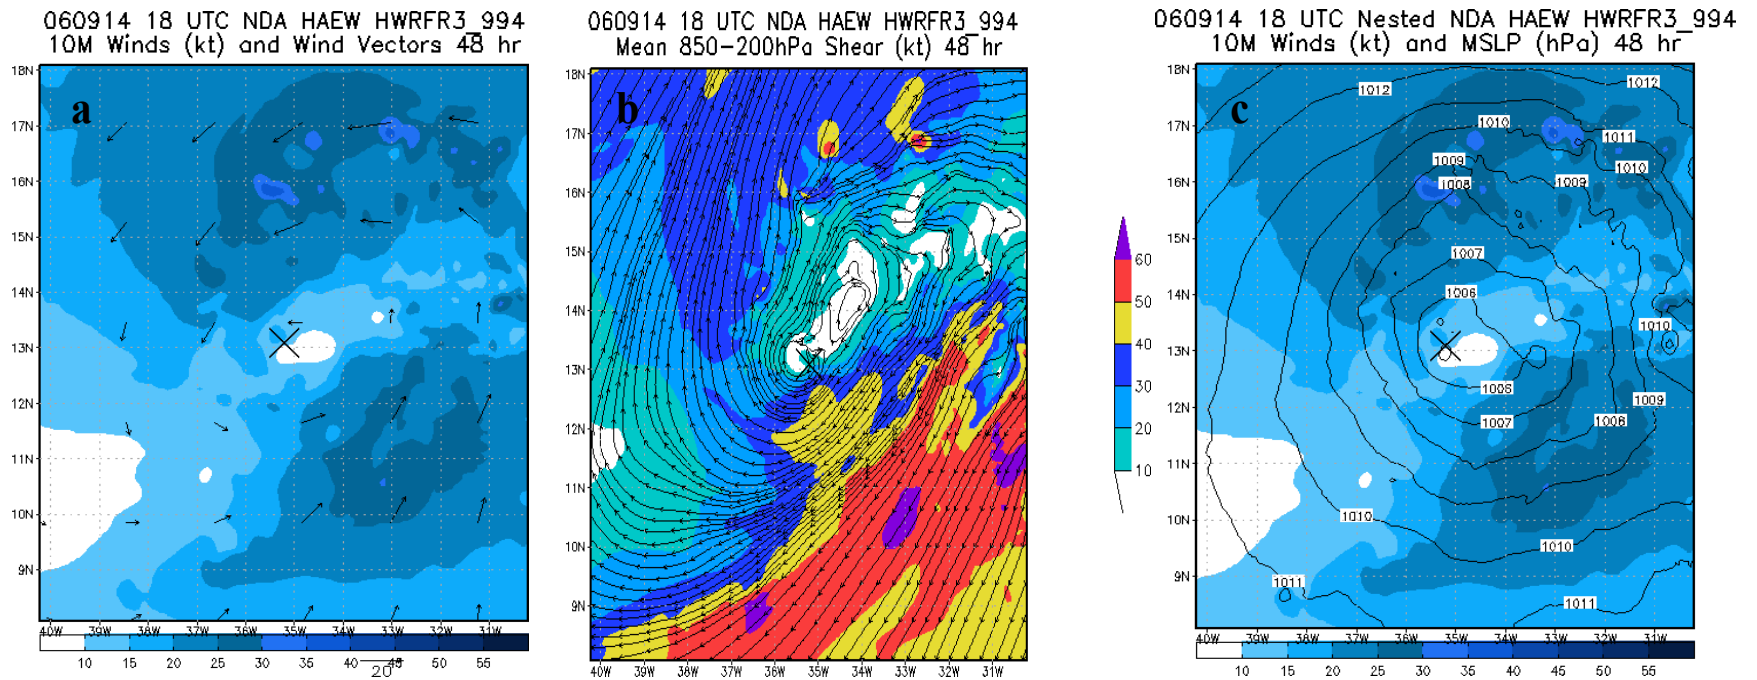 060914 18 UTC NDA HAEW HWRFR3_994
10M Winds (kt) and Wind Vectors 48 hr
a
18N
17N
16N
15N
14N
13N
12N
11N
10N
9N
40W 39W 38W 37W 36W 35W 34W 33W 32W 31W
10 15 20 25 30 35 40 45 50 55
20
060914 18 UTC NDA HAEW HWRFR3_994
Mean 850-200hPa Shear (kt) 48 hr
b
18N
17N
16N
15N
14N
13N
12N
11N
10N
9N
40W 39W 38W 37W 36W 35W 34W 33W 32W 31W
60
50
40
30
20
10
060914 18 UTC Nested NDA HAEW HWRFR3_994
10M Winds (kt) and MSLP (hPa) 48 hr
c
18N
17N
16N
15N
14N
13N
12N
11N
10N
9N
1012
1012
1010
1011
1009
1010
1008
1009
1007
1006
1010
1009
1007
1008
1010
1010
1011
1011
40W 39W 38W 37W 36W 35W 34W 33W 32W 31W
10 15 20 25 30 35 40 45 50 55